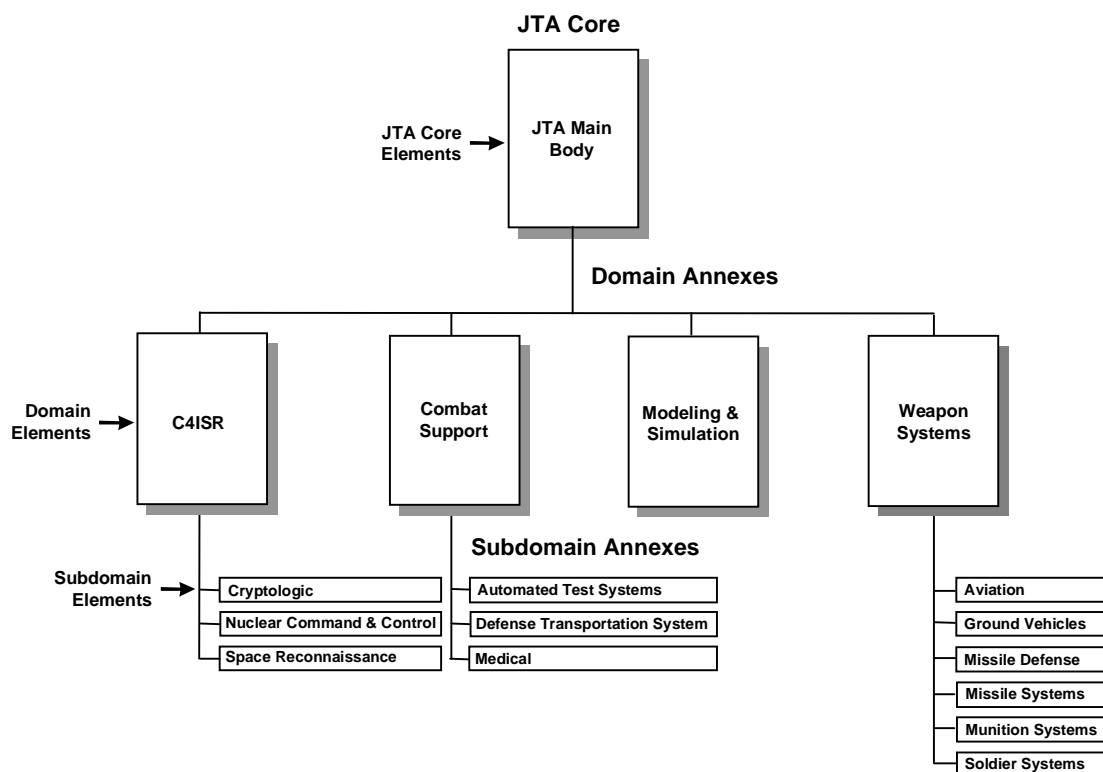 JTA Core
JTA Main
Body
JTA Core
Elements
Domain Annexes
Domain
Elements
C4ISR
Combat
Support
Modeling &
Simulation
Weapon
Systems
Subdomain Annexes
Subdomain
Elements
Cryptologic
Nuclear Command & Control
Space Reconnaissance
Automated Test Systems
Defense Transportation System
Medical
Aviation
Ground Vehicles
Missile Defense
Missile Systems
Munition Systems
Soldier Systems